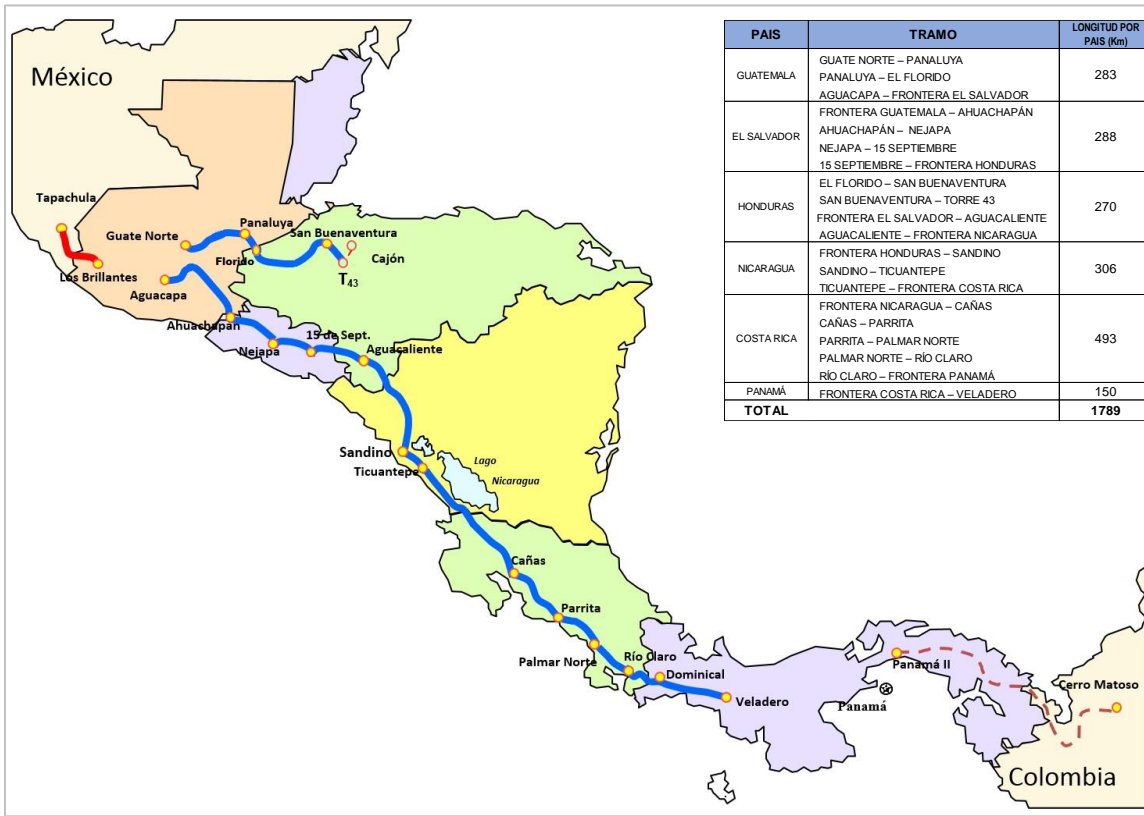 México
Tapachula
Los Brillantes
Guate Norte
Aguacapa
Panaluya
Florido
San Buenaventura
Cajón
T43
Ahuachapán
Nejapa
15 de Sept.
Aguacaliente
Sandino
Ticuantepe
Lago
Nicaragua
Cañas
Parrita
Palmar Norte
Río Claro
Dominical
Veladero
Panamá II
Panamá
Cerro Matoso
Colombia
PAIS TRAMO LONGITUD POR
PAIS (Km)
GUATEMALA GUATE NORTE – PANALUYA 283
PANALUYA – EL FLORIDO
AGUACAPA – FRONTERA EL SALVADOR
EL SALVADOR FRONTERA GUATEMALA – AHUACHAPÁN 288
AHUACHAPÁN – NEJAPA
NEJAPA – 15 SEPTIEMBRE
15 SEPTIEMBRE – FRONTERA HONDURAS
HONDURAS EL FLORIDO – SAN BUENAVENTURA 270
SAN BUENAVENTURA – TORRE 43
FRONTERA EL SALVADOR – AGUACALIENTE
AGUACALIENTE – FRONTERA NICARAGUA
NICARAGUA FRONTERA HONDURAS – SANDINO 306
SANDINO – TICUANTEPE
TICUANTEPE – FRONTERA COSTA RICA
COSTA RICA FRONTERA NICARAGUA – CAÑAS 493
CAÑAS – PARRITA
PARRITA – PALMAR NORTE
PALMAR NORTE – RÍO CLARO
RÍO CLARO – FRONTERA PANAMÁ
PANAMÁ FRONTERA COSTA RICA – VELADERO 150
TOTAL 1789